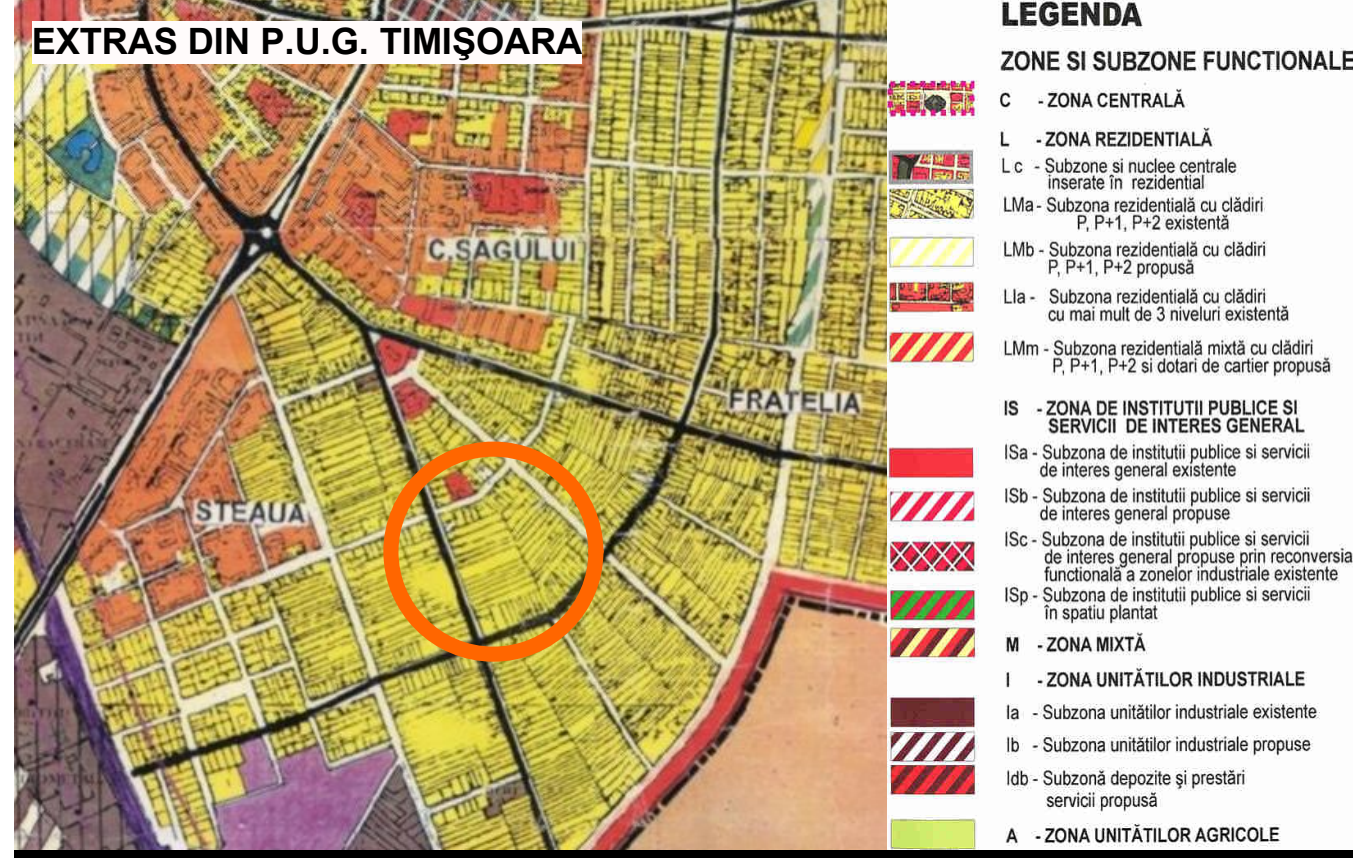 EXTRAS DIN P.U.G. TIMIŞOARA
C.SAGULUI
FRATELIA
STEAUA
LEGENDA
ZONE SI SUBZONE FUNCTIONALE
C - ZONA CENTRALĂ
L - ZONA REZIDENTIALĂ
L c - Subzone si nuclee centrale
inserate în rezidential
LMa - Subzona rezidentială cu clădiri
P, P+1, P+2 existentă
LMb - Subzona rezidentială cu clădiri
P, P+1, P+2 propusă
LIa - Subzona rezidentială cu clădiri
cu mai mult de 3 niveluri existentă
LMm - Subzona rezidentială mixtă cu clădiri
P, P+1, P+2 si dotari de cartier propusă
IS - ZONA DE INSTITUTII PUBLICE SI
SERVICII DE INTERES GENERAL
ISa - Subzona de institutii publice si servicii
de interes general existente
ISb - Subzona de institutii publice si servicii
de interes general propuse
ISc - Subzona de institutii publice si servicii
de interes general propuse prin reconversia
functională a zonelor industriale existente
ISp - Subzona de institutii publice si servicii
în spatiu plantat
M - ZONA MIXTĂ
I - ZONA UNITĂTILOR INDUSTRIALE
Ia - Subzona unitătilor industriale existente
Ib - Subzona unitătilor industriale propuse
Idb - Subzonă depozite şi prestări
servicii propusă
A - ZONA UNITĂTILOR AGRICOLE